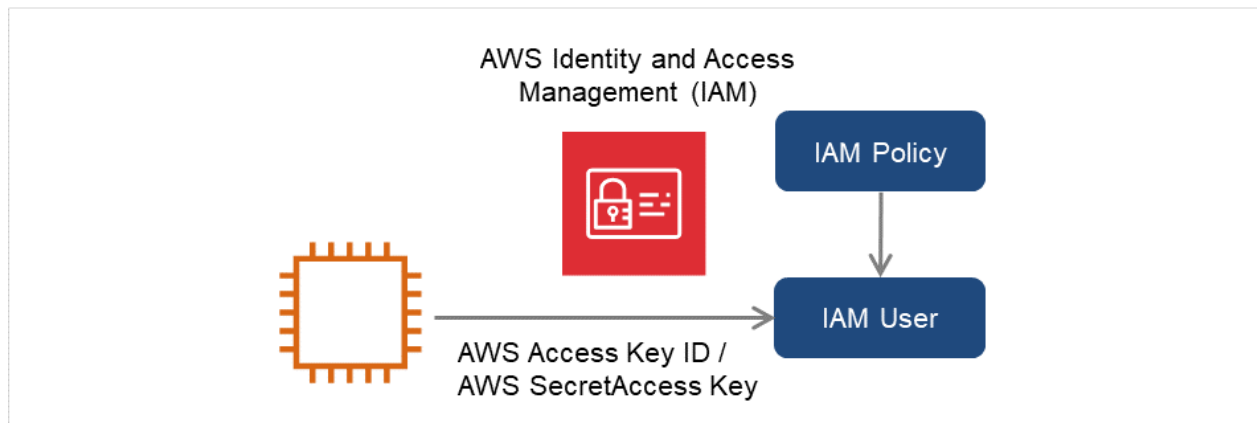 AWS Identity and Access
Management (IAM)
IAM Policy
IAM User
AWS Access Key ID /
AWS SecretAccess Key